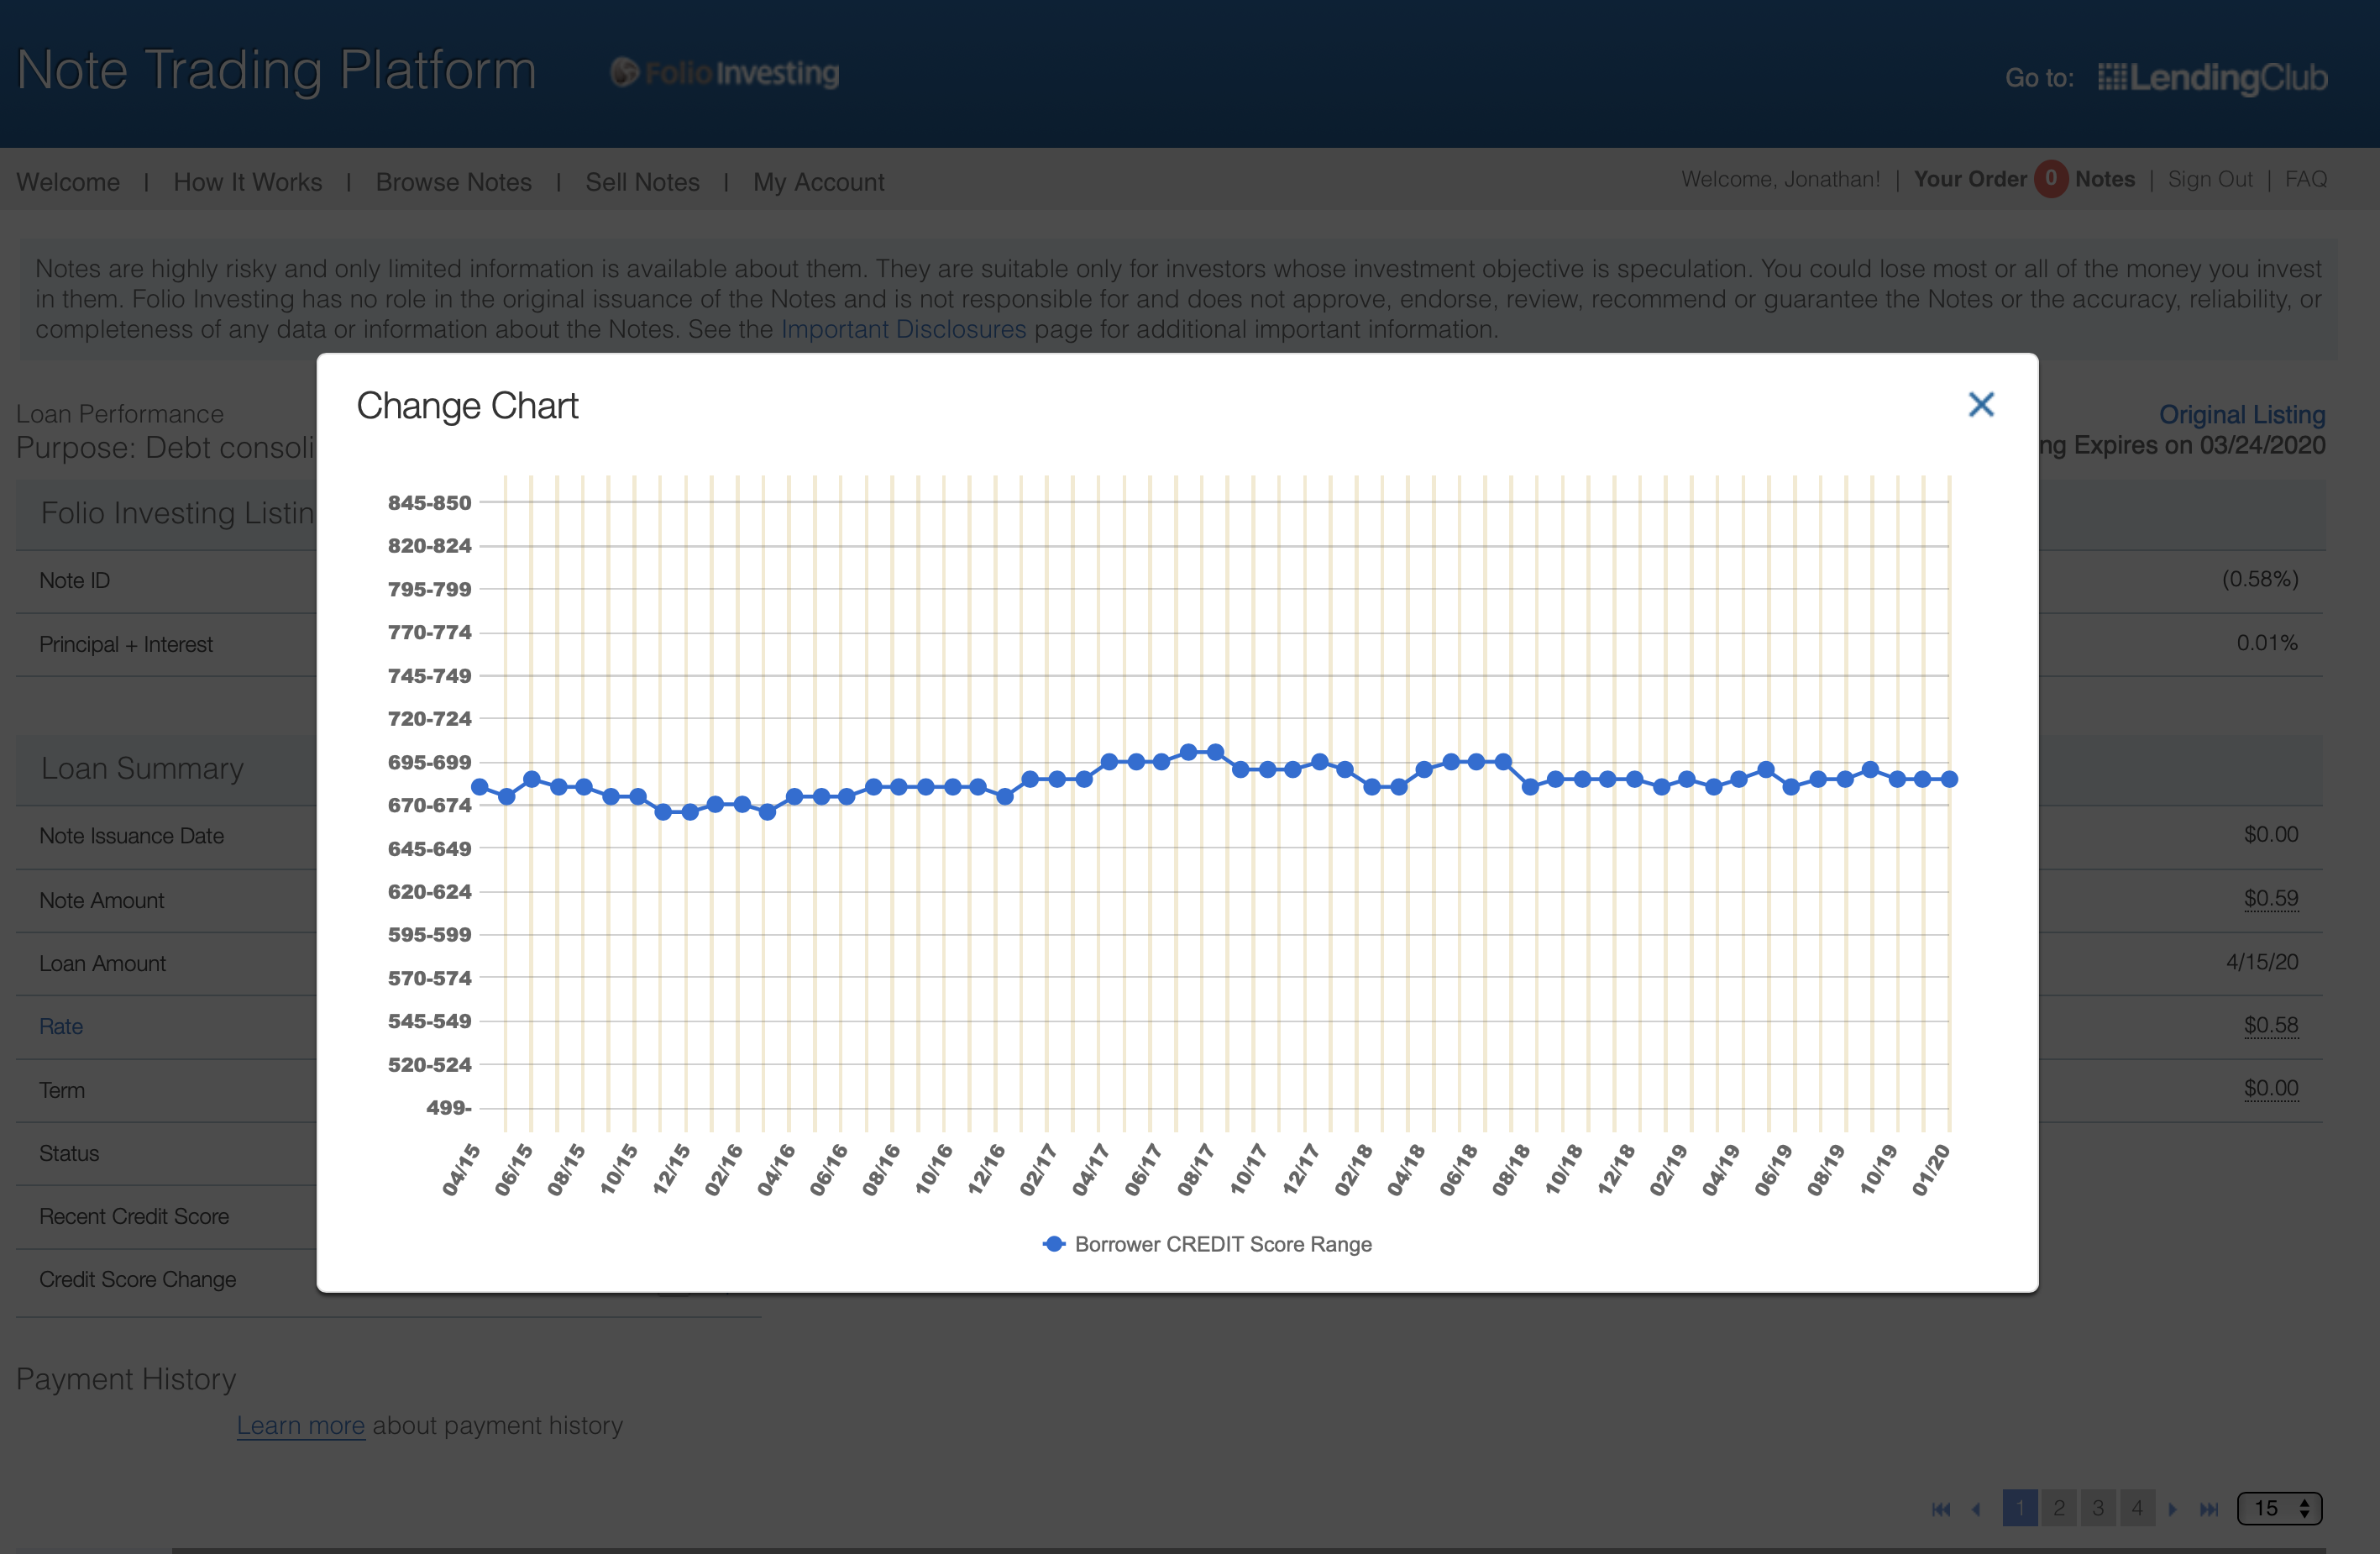 Note Trading Platform
Folio Investing
Go to: LendingClub
Welcome | How It Works | Browse Notes | Sell Notes | My Account
Welcome, Jonathan! | Your Order 0 Notes | Sign Out | FAQ
Notes are highly risky and only limited information is available about them. They are suitable only for investors whose investment objective is speculation. You could lose most or all of the money you invest
in them. Folio Investing has no role in the original issuance of the Notes and is not responsible for and does not approve, endorse, review, recommend or guarantee the Notes or the accuracy, reliability, or
completeness of any data or information about the Notes. See the Important Disclosures page for additional important information.
Loan Performance
Purpose: Debt consoli
Original Listing
ng Expires on 03/24/2020
Folio Investing Listin
Note ID
(0.58%)
Principal + Interest
0.01%
Loan Summary
Note Issuance Date
$0.00
Note Amount
$0.59
Loan Amount
4/15/20
Rate
$0.58
Term
$0.00
Status
Recent Credit Score
Credit Score Change
Change Chart
845-850
820-824
795-799
770-774
745-749
720-724
695-699
670-674
645-649
620-624
595-599
570-574
545-549
520-524
499-
04/15 06/15 08/15 10/15 12/15 02/16 04/16 06/16 08/16 10/16 12/16 02/17 04/17 06/17 08/17 10/17 12/17 02/18 04/18 06/18 08/18 10/18 12/18 02/19 04/19 06/19 08/19 10/19 01/20
Borrower CREDIT Score Range
Payment History
Learn more about payment history
1 2 3 4 15